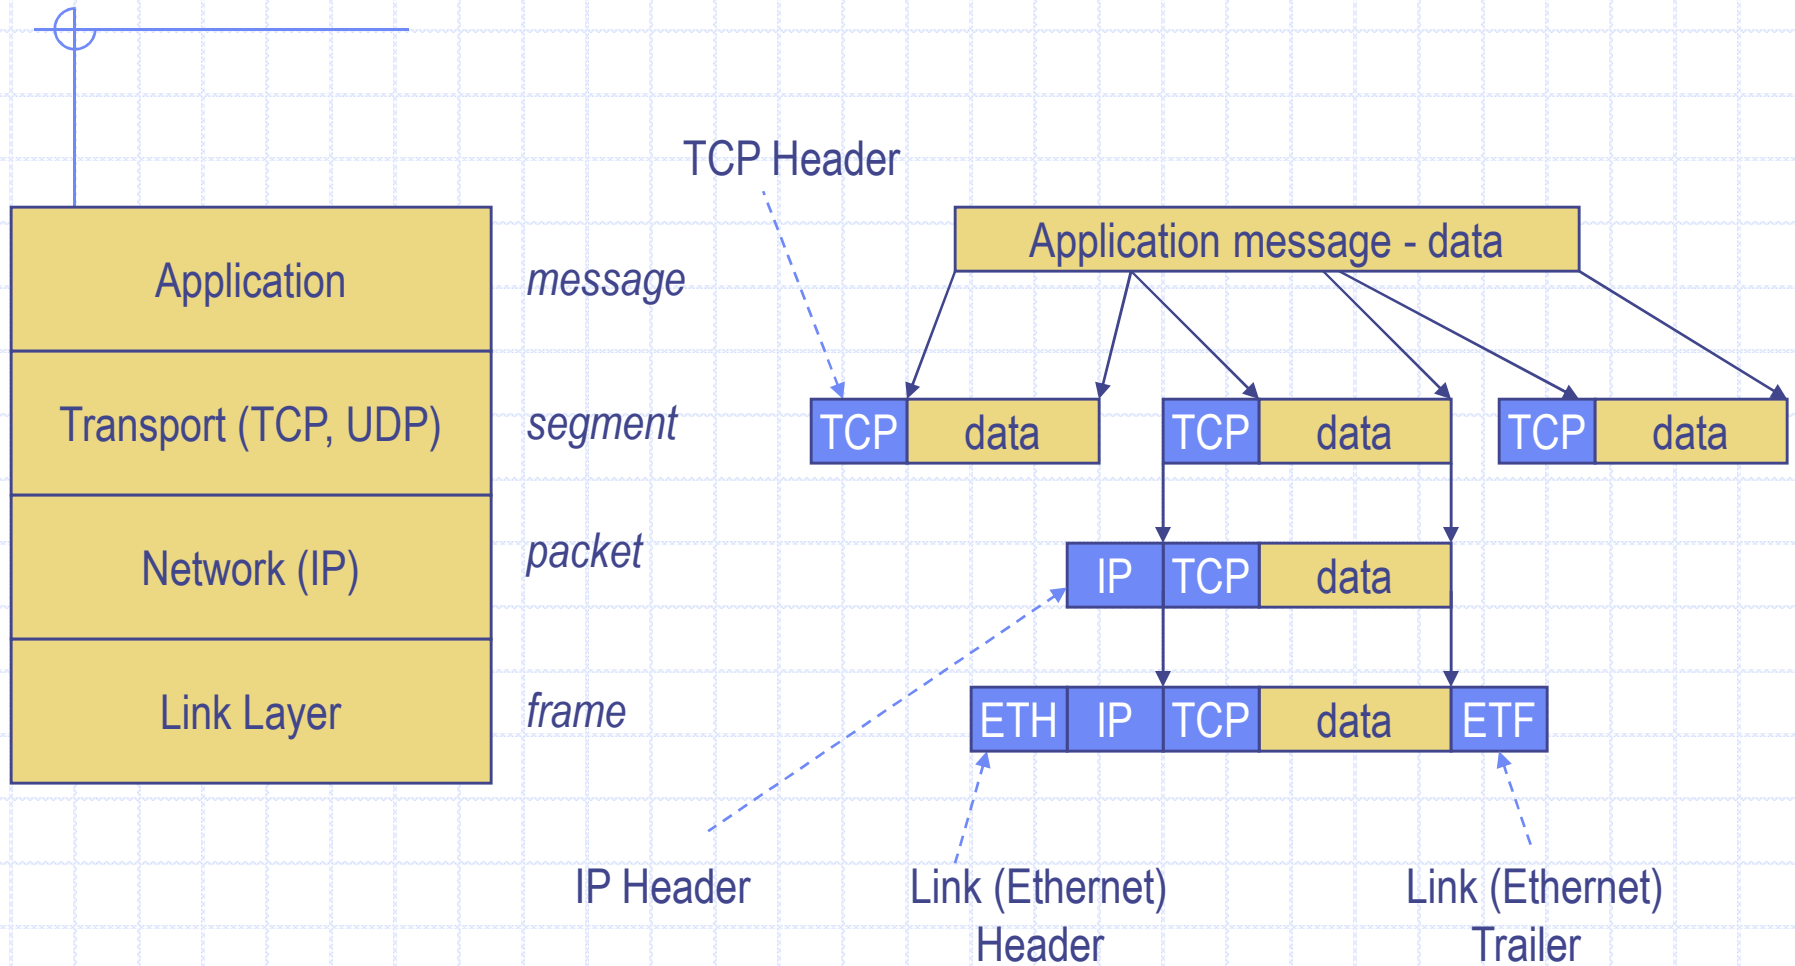 TCP Header
Application message - data
Application
message
Transport (TCP, UDP)
segment
TCP data TCP data TCP data
Network (IP)
packet
IP TCP data
Link Layer
frame
ETH IP TCP data ETF
IP Header
Link (Ethernet)
Header
Link (Ethernet)
Trailer